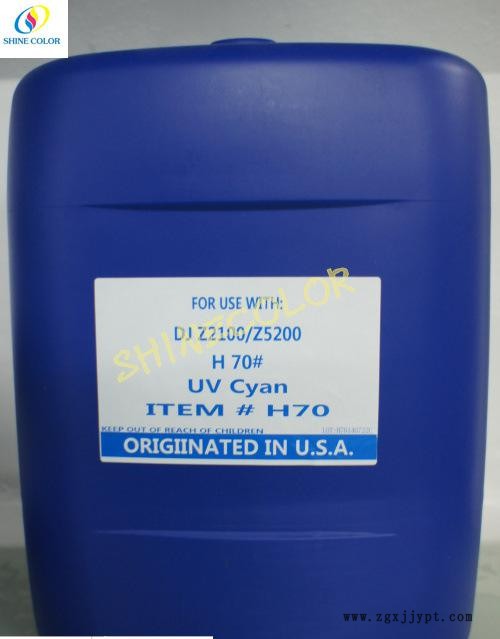 SHINE COLOR
FOR USE WITH:
DJ Z2100/Z5200
H 70#
UV Cyan
ITEM # H70
KEEP OUT OF REACH OF CHILDREN
ORIGIINATED IN U.S.A.
SHINECOLOR
www.zgxjjypt.com